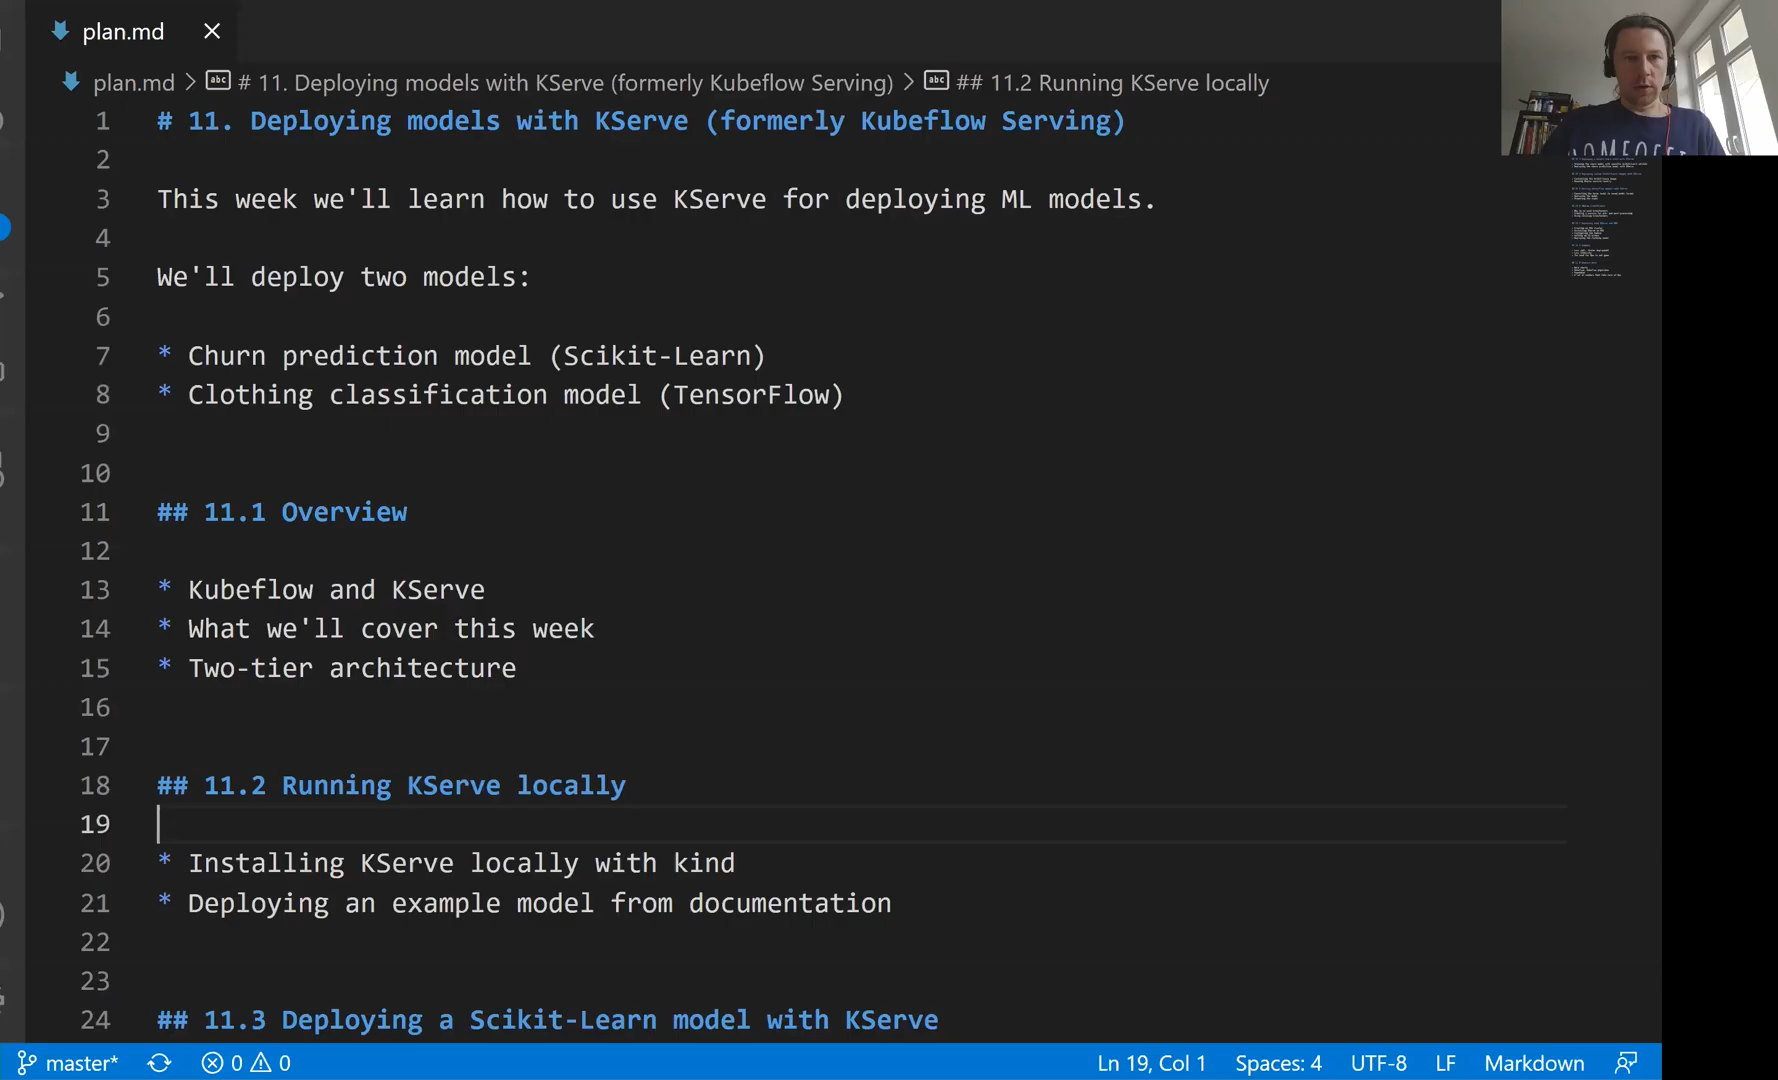 plan.md
plan.md > # 11. Deploying models with KServe (formerly Kubeflow Serving) > ## 11.2 Running KServe locally
1 # 11. Deploying models with KServe (formerly Kubeflow Serving)
2
3 This week we'll learn how to use KServe for deploying ML models.
4
5 We'll deploy two models:
6
7 * Churn prediction model (Scikit-Learn)
8 * Clothing classification model (TensorFlow)
9
10
11 ## 11.1 Overview
12
13 * Kubeflow and KServe
14 * What we'll cover this week
15 * Two-tier architecture
16
17
18 ## 11.2 Running KServe locally
19
20 * Installing KServe locally with kind
21 * Deploying an example model from documentation
22
23
24 ## 11.3 Deploying a Scikit-Learn model with KServe
master* 0 0 Ln 19, Col 1 Spaces: 4 UTF-8 LF Markdown